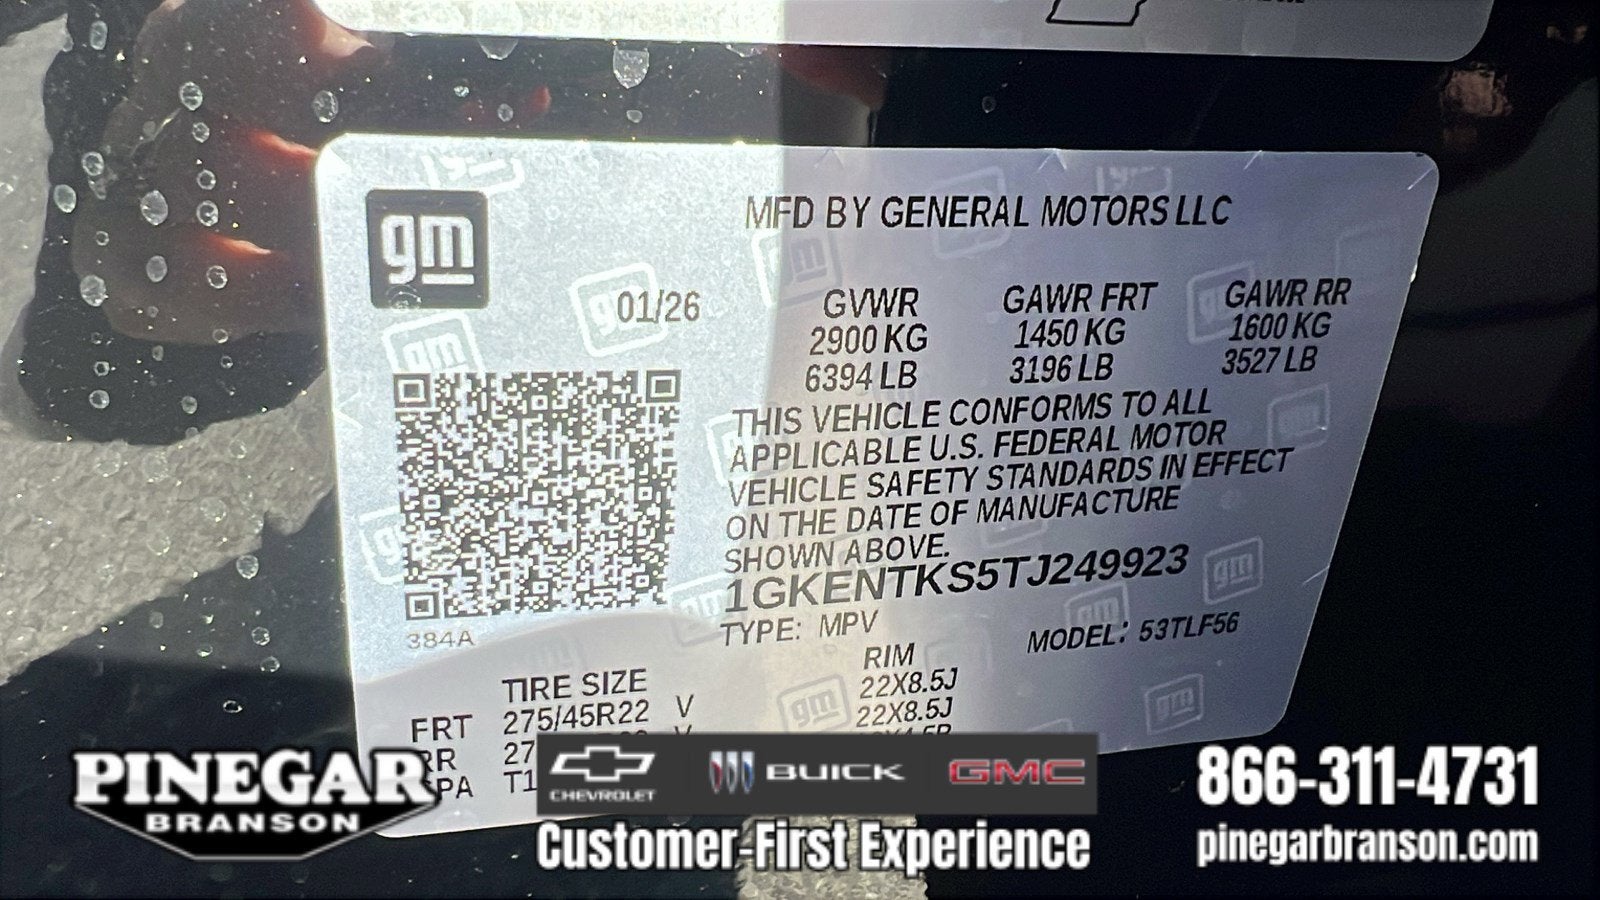 gm
MFD BY GENERAL MOTORS LLC
01/26
GVWR GAWR FRT GAWR RR
2900 KG 1450 KG 1600 KG
6394 LB 3196 LB 3527 LB
THIS VEHICLE CONFORMS TO ALL
APPLICABLE U.S. FEDERAL MOTOR
VEHICLE SAFETY STANDARDS IN EFFECT
ON THE DATE OF MANUFACTURE
SHOWN ABOVE.
1GKENTKS5TJ249923
384A
TYPE: MPV MODEL: 53TLF56
TIRE SIZE RIM
FRT 275/45R22 V 22X8.5J
RR 22X8.5J
PINEGAR
BRANSON
CHEVROLET BUICK GMC
Customer-First Experience
866-311-4731
pinegarbranson.com